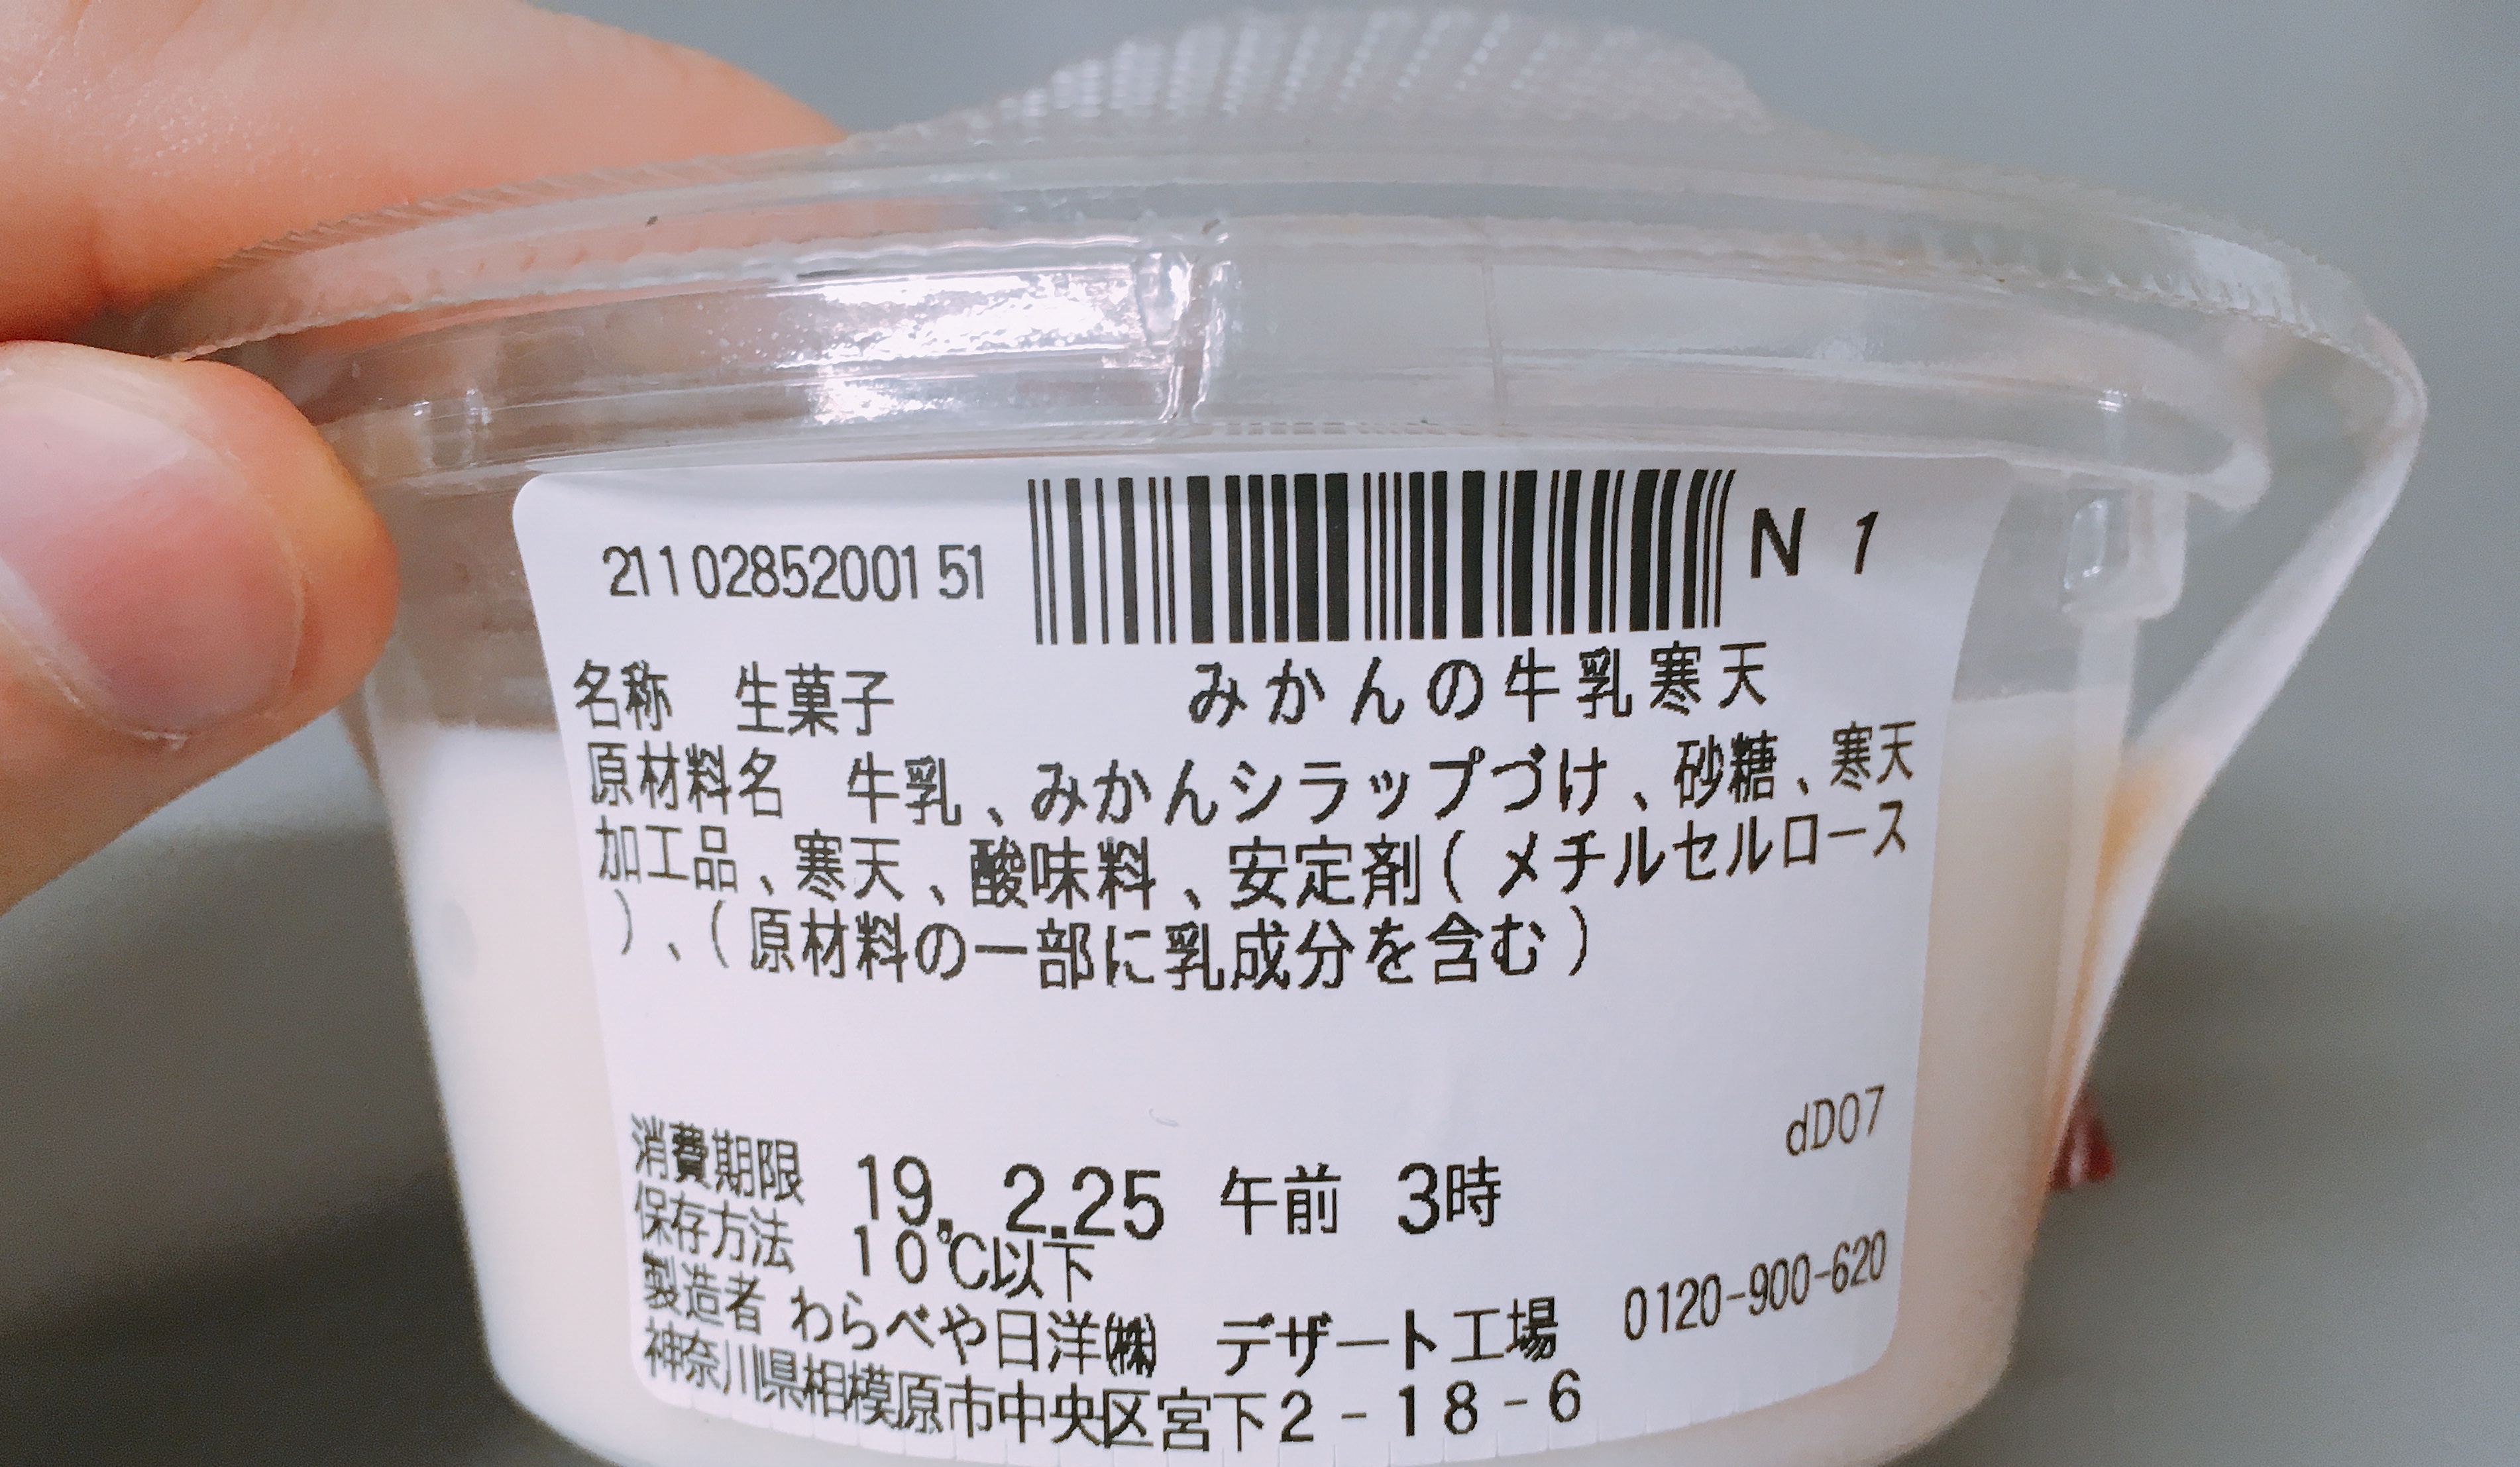 2110285200151 N 1
名称 生菓子 みかんの牛乳寒天
原材料名 牛乳、みかんシラップづけ、砂糖、寒天
加工品、寒天、酸味料、安定剤(メチルセルロース
)、(原材料の一部に乳成分を含む)
dD07
消費期限 19. 2.25 午前 3時
保存方法 10℃以下
製造者 わらべや日洋㈱ デザート工場 0120-900-620
神奈川県相模原市中央区宮下2-18-6